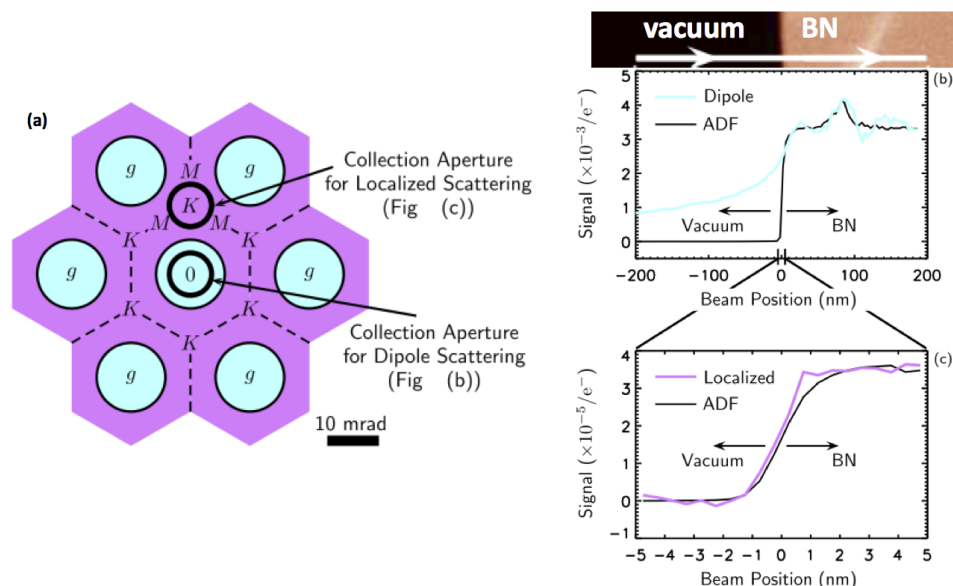 (a)
g
g
M
K
M
M
K
K
g
0
g
K
K
K
g
g
10 mrad
Collection Aperture
for Localized Scattering
(Fig (c))
Collection Aperture
for Dipole Scattering
(Fig (b))
vacuum BN
(b)
5
4
3
2
1
0
Signal (×10⁻³/e⁻)
Dipole
ADF
Vacuum
BN
-200 -100 0 100 200
Beam Position (nm)
(c)
4
3
2
1
0
-1
Signal (×10⁻⁵/e⁻)
Localized
ADF
Vacuum
BN
-5 -4 -3 -2 -1 0 1 2 3 4 5
Beam Position (nm)